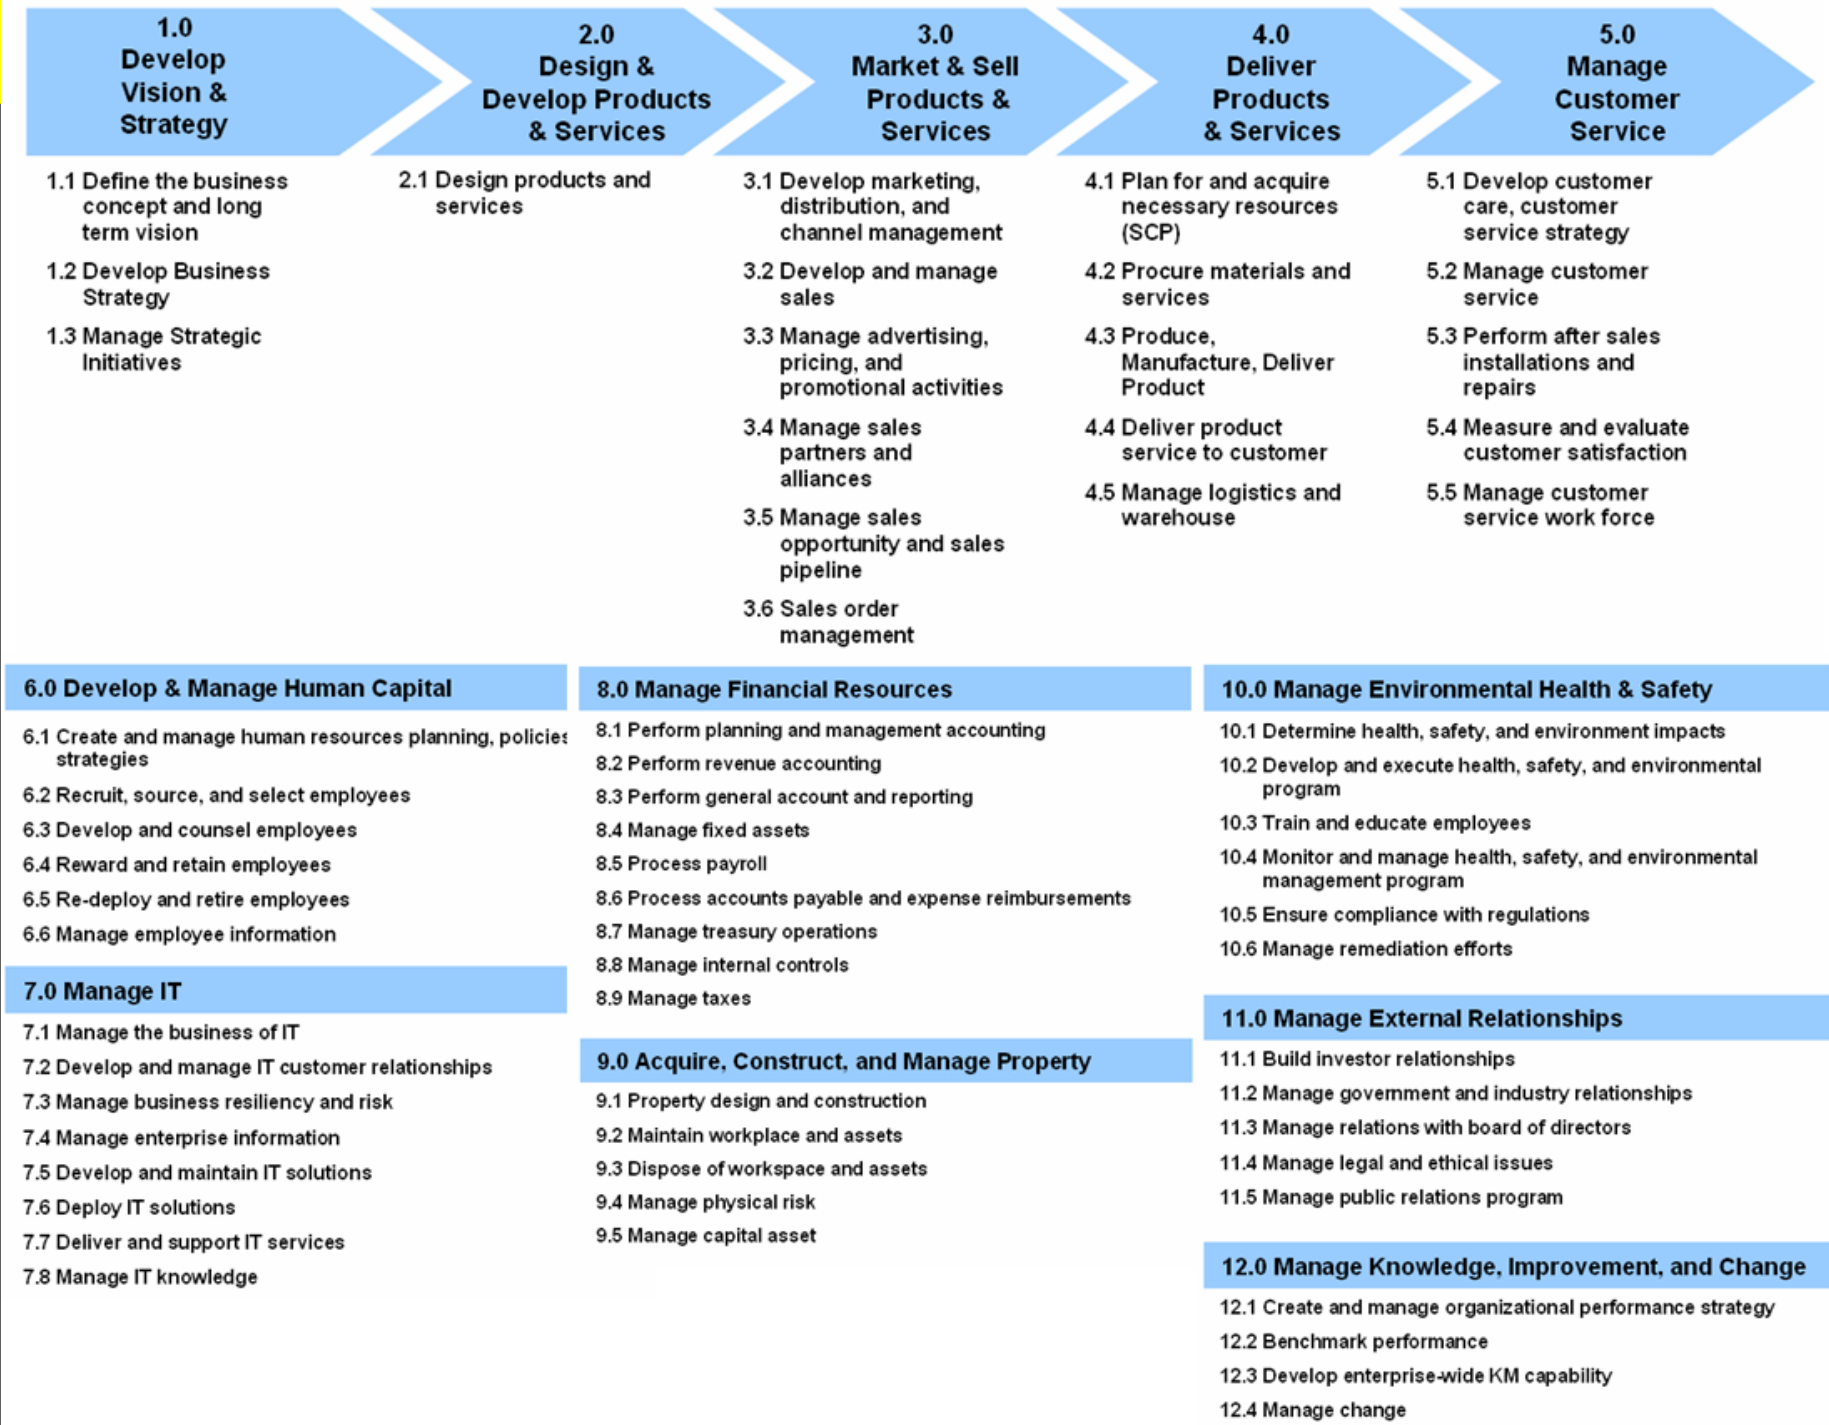 1.0
Develop
Vision &
Strategy
2.0
Design &
Develop Products
& Services
3.0
Market & Sell
Products &
Services
4.0
Deliver
Products
& Services
5.0
Manage
Customer
Service
1.1 Define the business
concept and long
term vision
1.2 Develop Business
Strategy
1.3 Manage Strategic
Initiatives
2.1 Design products and
services
3.1 Develop marketing,
distribution, and
channel management
3.2 Develop and manage
sales
3.3 Manage advertising,
pricing, and
promotional activities
3.4 Manage sales
partners and
alliances
3.5 Manage sales
opportunity and sales
pipeline
3.6 Sales order
management
4.1 Plan for and acquire
necessary resources
(SCP)
4.2 Procure materials and
services
4.3 Produce,
Manufacture, Deliver
Product
4.4 Deliver product
service to customer
4.5 Manage logistics and
warehouse
5.1 Develop customer
care, customer
service strategy
5.2 Manage customer
service
5.3 Perform after sales
installations and
repairs
5.4 Measure and evaluate
customer satisfaction
5.5 Manage customer
service work force
6.0 Develop & Manage Human Capital
6.1 Create and manage human resources planning, policies
strategies
6.2 Recruit, source, and select employees
6.3 Develop and counsel employees
6.4 Reward and retain employees
6.5 Re-deploy and retire employees
6.6 Manage employee information
7.0 Manage IT
7.1 Manage the business of IT
7.2 Develop and manage IT customer relationships
7.3 Manage business resiliency and risk
7.4 Manage enterprise information
7.5 Develop and maintain IT solutions
7.6 Deploy IT solutions
7.7 Deliver and support IT services
7.8 Manage IT knowledge
8.0 Manage Financial Resources
8.1 Perform planning and management accounting
8.2 Perform revenue accounting
8.3 Perform general account and reporting
8.4 Manage fixed assets
8.5 Process payroll
8.6 Process accounts payable and expense reimbursements
8.7 Manage treasury operations
8.8 Manage internal controls
8.9 Manage taxes
9.0 Acquire, Construct, and Manage Property
9.1 Property design and construction
9.2 Maintain workplace and assets
9.3 Dispose of workspace and assets
9.4 Manage physical risk
9.5 Manage capital asset
10.0 Manage Environmental Health & Safety
10.1 Determine health, safety, and environment impacts
10.2 Develop and execute health, safety, and environmental
program
10.3 Train and educate employees
10.4 Monitor and manage health, safety, and environmental
management program
10.5 Ensure compliance with regulations
10.6 Manage remediation efforts
11.0 Manage External Relationships
11.1 Build investor relationships
11.2 Manage government and industry relationships
11.3 Manage relations with board of directors
11.4 Manage legal and ethical issues
11.5 Manage public relations program
12.0 Manage Knowledge, Improvement, and Change
12.1 Create and manage organizational performance strategy
12.2 Benchmark performance
12.3 Develop enterprise-wide KM capability
12.4 Manage change